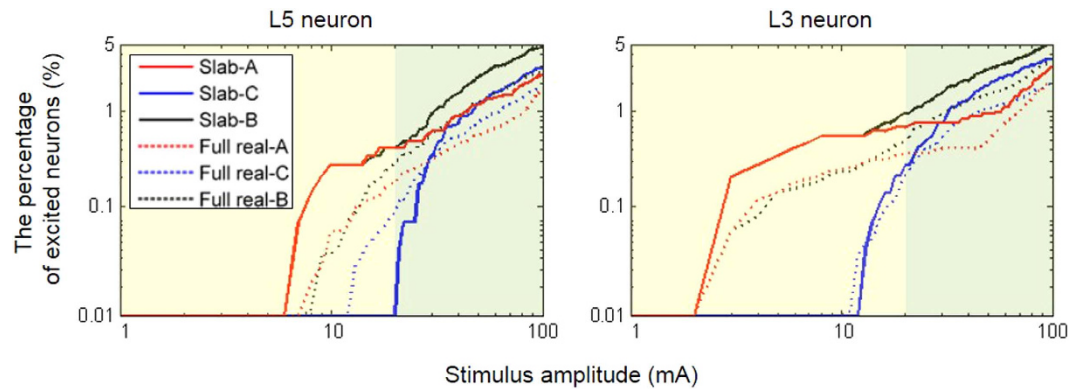 L5 neuron
L3 neuron
The percentage
of excited neurons (%)
5
1
0.1
0.01
Slab-A
Slab-C
Slab-B
Full real-A
Full real-C
Full real-B
1
10
100
5
1
0.1
0.01
1
10
100
Stimulus amplitude (mA)